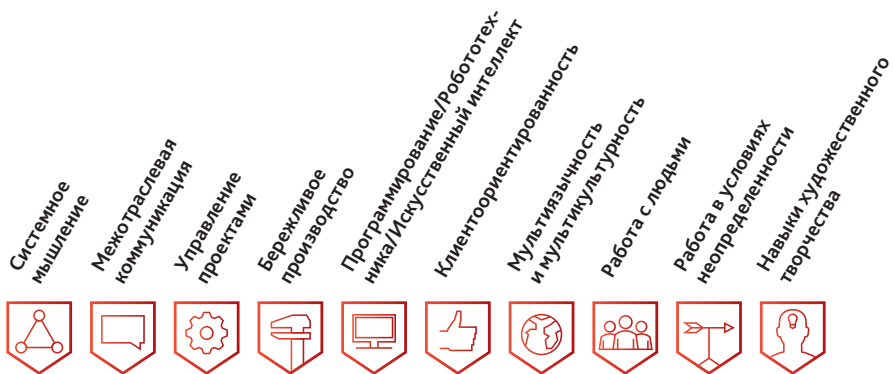 Системное
мышление
Межотраслевая
коммуникация
Управление
проектами
Бережливое
производство
Программирование/Робототех-
ника/Искусственный интеллект
Клиентоориентированность
Мультиязычность
и мультикультурность
Работа с людьми
Работа в условиях
неопределенности
Навыки художественного
творчества